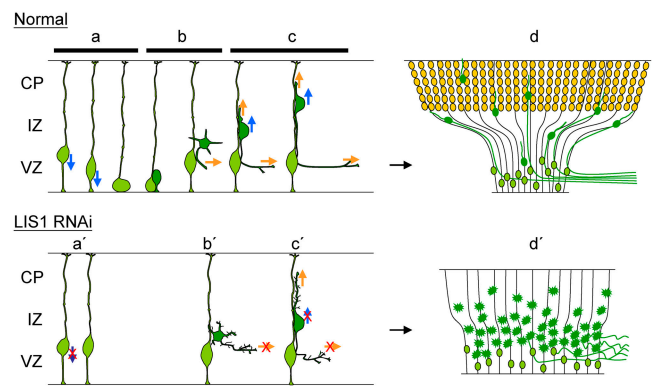 Normal
a b c d
CP
IZ
VZ
LIS1 RNAi
a´ b´ c´ d´
CP
IZ
VZ